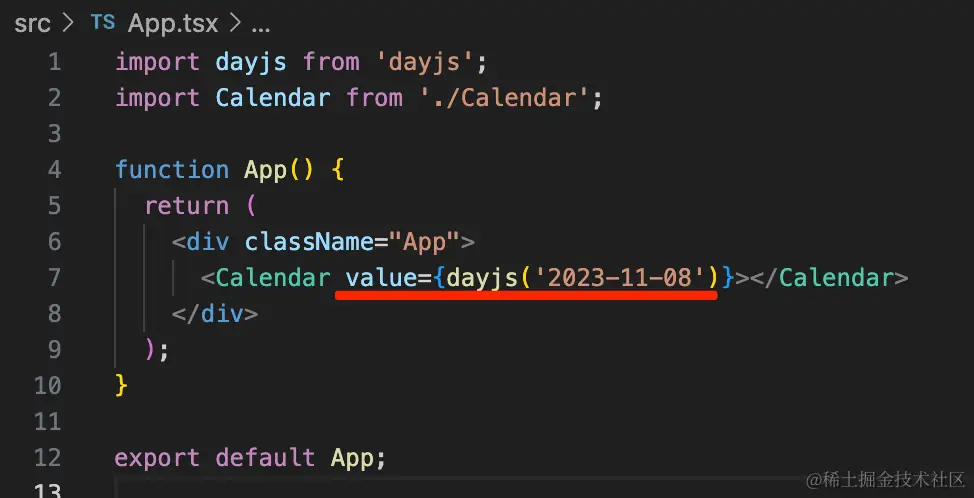 src > TS App.tsx > ...
1 import dayjs from 'dayjs';
2 import Calendar from './Calendar';
3
4 function App() {
5 return (
6 <div className="App">
7 <Calendar value={dayjs('2023-11-08')}></Calendar>
8 </div>
9 );
10 }
11
12 export default App;
13
@稀土掘金技术社区